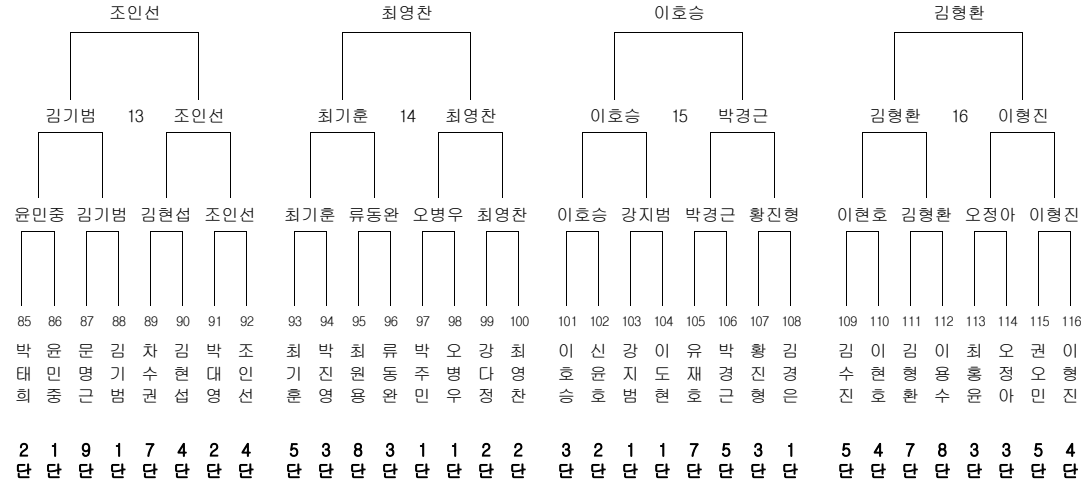 조인선 최영찬 이호승 김형환
김기범 13 조인선 최기훈 14 최영찬 이호승 15 박경근 김형환 16 이형진
윤민중 김기범 김현섭 조인선 최기훈 류동완 오병우 최영찬 이호승 강지범 박경근 황진형 이현호 김형환 오정아 이형진
85 86 87 88 89 90 91 92 93 94 95 96 97 98 99 100 101 102 103 104 105 106 107 108 109 110 111 112 113 114 115 116
박 윤 문 김 차 김 박 조 최 박 최 류 박 오 강 최 이 신 강 이 유 박 황 김 김 이 김 이 최 오 권 이
태 민 명 기 수 현 대 인 기 진 원 동 주 병 다 영 호 윤 지 도 재 경 진 경 수 현 형 용 홍 정 오 형
희 중 근 범 권 섭 영 선 훈 영 용 완 민 우 정 찬 승 호 범 현 호 근 형 은 진 호 환 수 윤 아 민 진
2 1 9 1 7 4 2 4 5 3 8 3 1 1 2 2 3 2 1 1 7 5 3 1 5 4 7 8 3 3 5 4
단 단 단 단 단 단 단 단 단 단 단 단 단 단 단 단 단 단 단 단 단 단 단 단 단 단 단 단 단 단 단 단